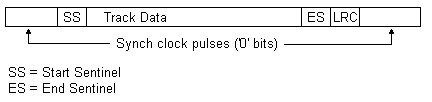 SS Track Data ES LRC
Synch clock pulses ('0' bits)
SS = Start Sentinel
ES = End Sentinel